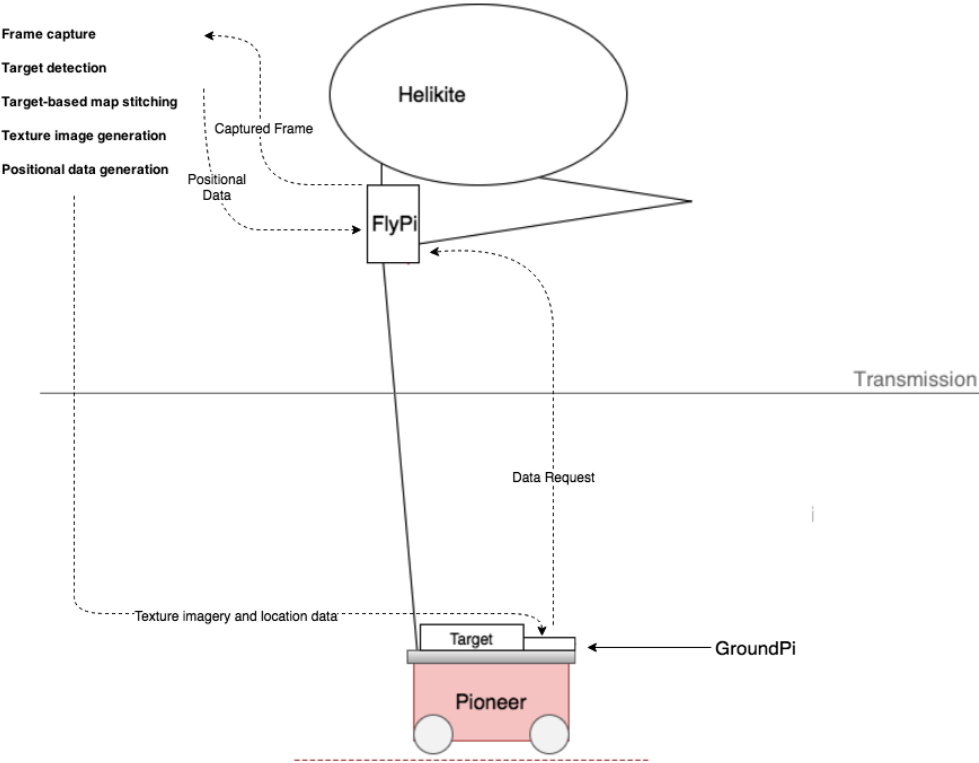 Frame capture
Target detection
Target-based map stitching
Texture image generation
Positional data generation
Captured Frame
Positional
Data
Helikite
FlyPi
Transmission
Data Request
i
Texture imagery and location data
Target
GroundPi
Pioneer